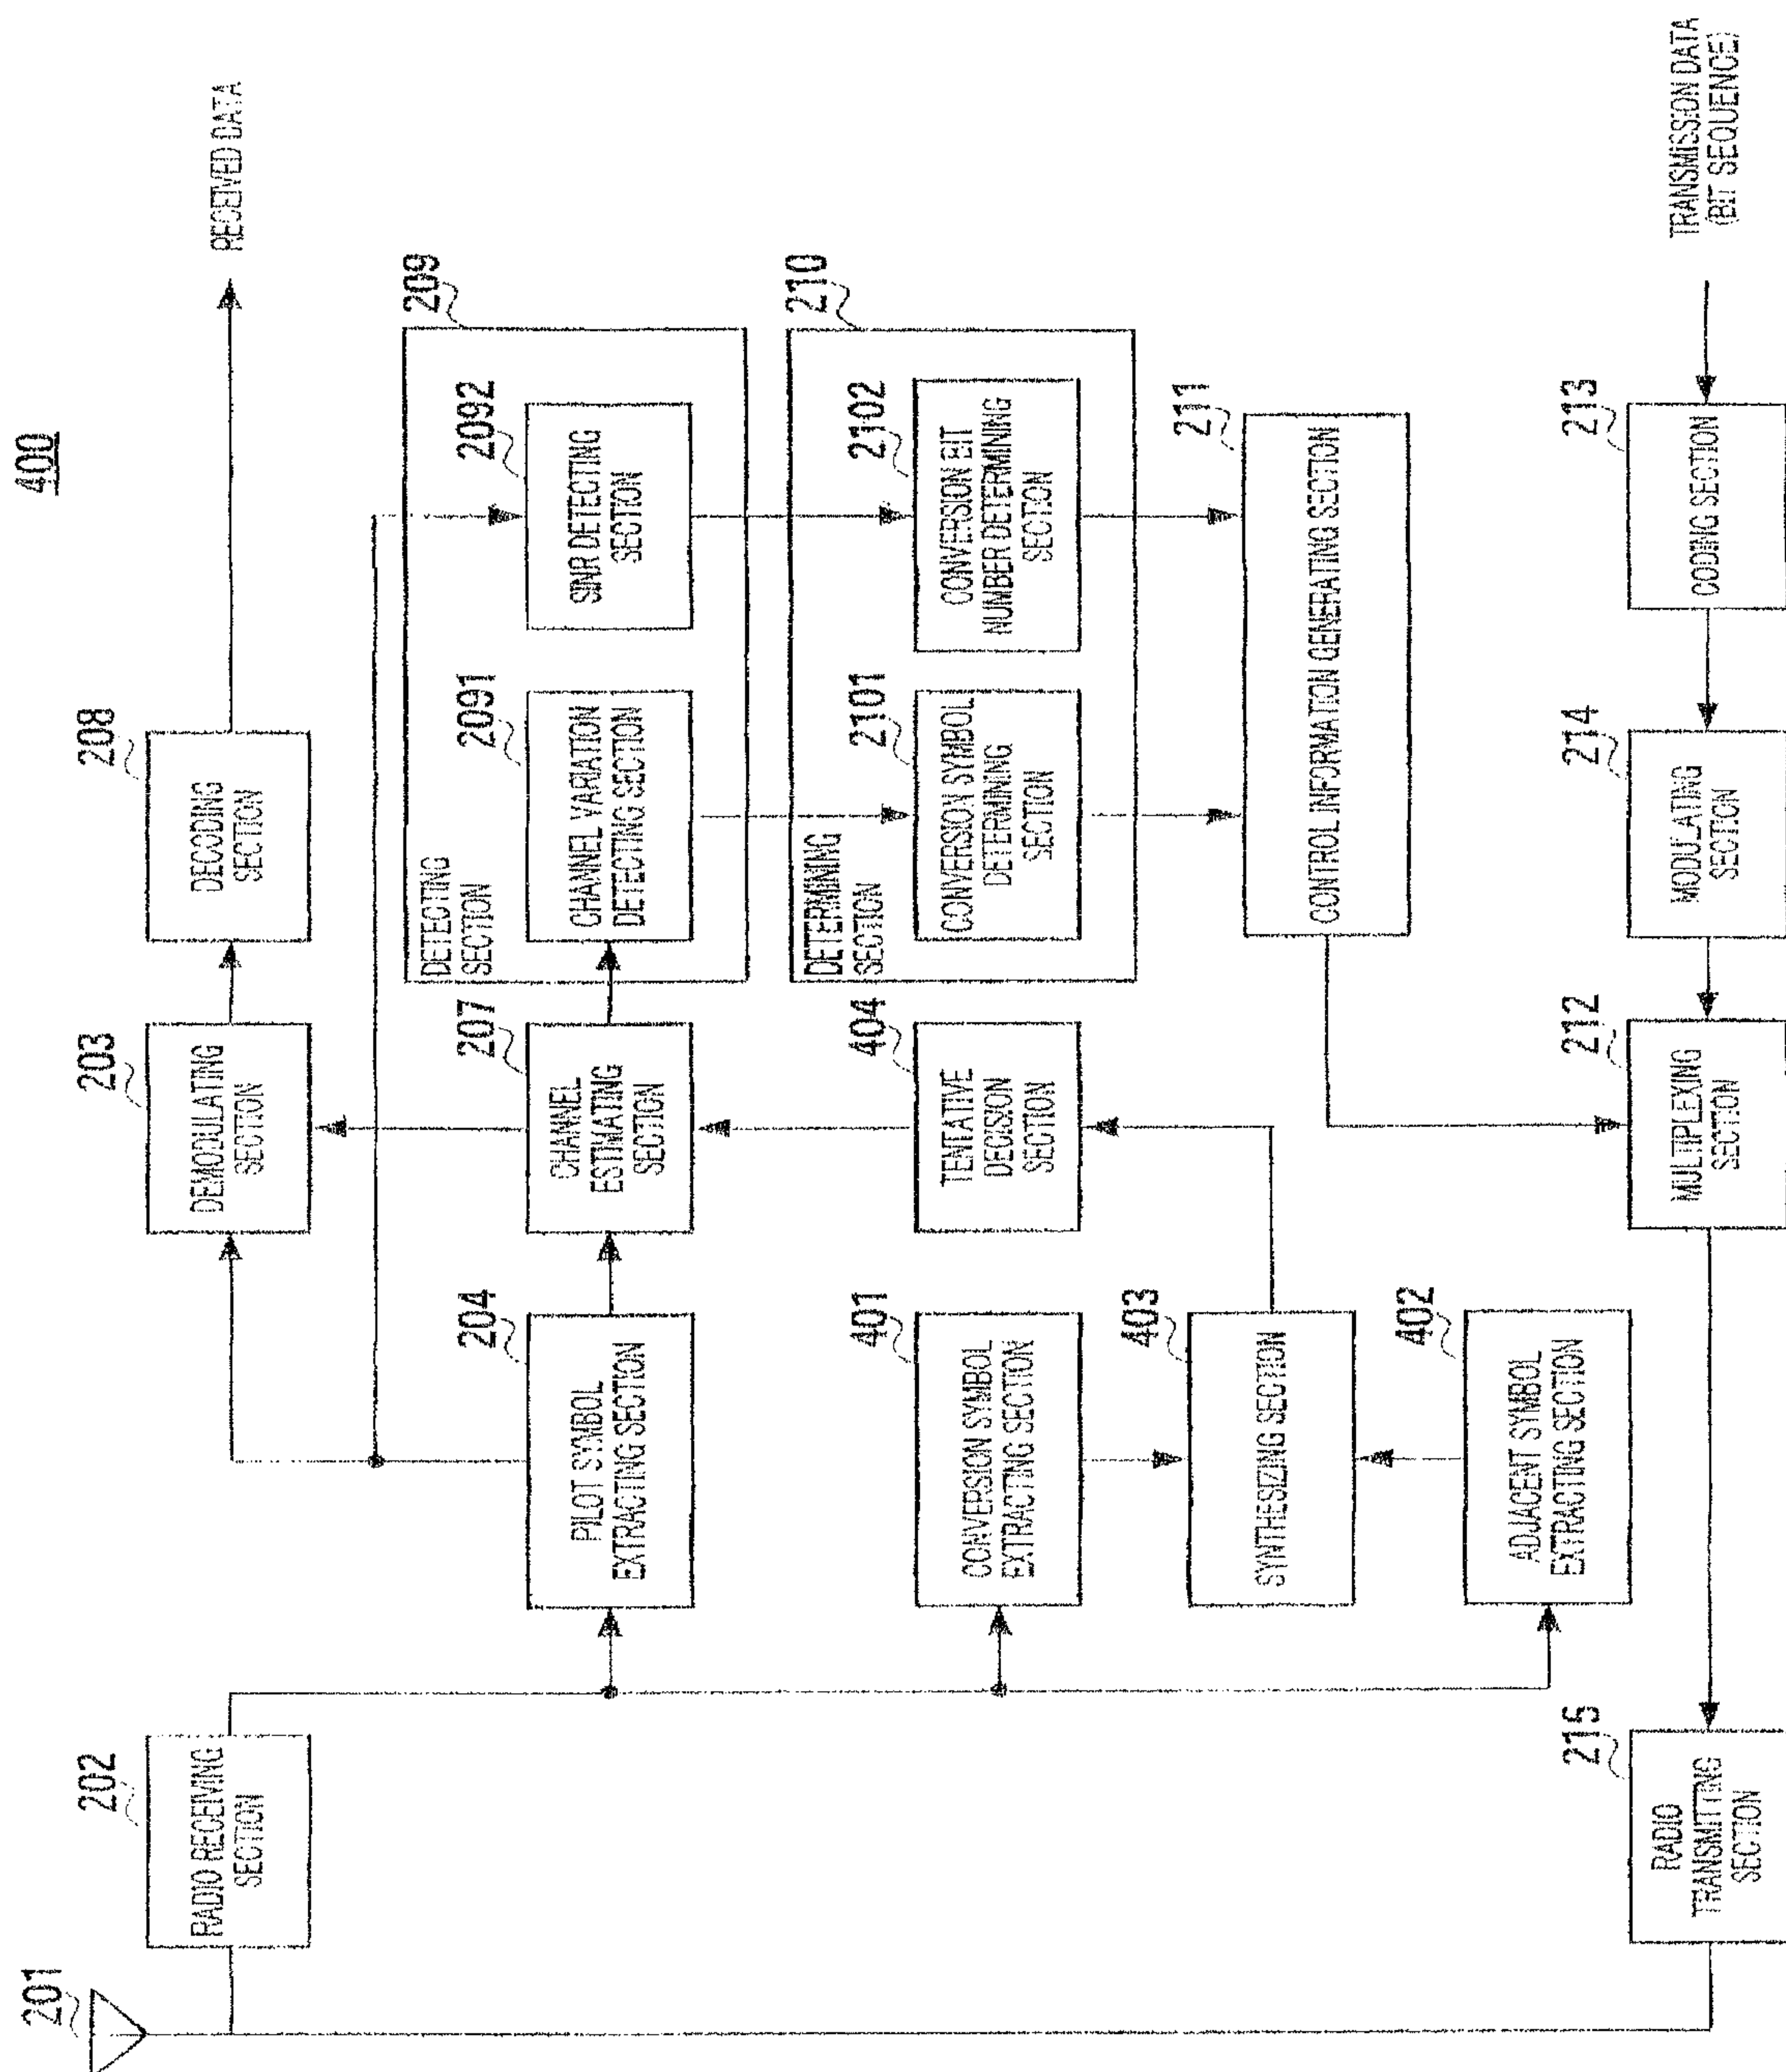 400
201
202
RADIO RECEIVING
SECTION
203
DEMODULATING
SECTION
208
DECODING
SECTION
RECEIVED DATA
204
PILOT SYMBOL
EXTRACTING SECTION
207
CHANNEL
ESTIMATING
SECTION
209
DETECTING
SECTION
2091
CHANNEL VARIATION
DETECTING SECTION
2092
SINR DETECTING
SECTION
401
CONVERSION SYMBOL
EXTRACTING SECTION
404
TENTATIVE
DECISION
SECTION
210
DETERMINING
SECTION
2101
CONVERSION SYMBOL
DETERMINING
SECTION
2102
CONVERSION BIT
NUMBER DETERMINING
SECTION
403
SYNTHESIZING SECTION
211
CONTROL INFORMATION GENERATING SECTION
402
ADJACENT SYMBOL
EXTRACTING SECTION
215
RADIO
TRANSMITTING
SECTION
212
MULTIPLEXING
SECTION
214
MODULATING
SECTION
213
CODING SECTION
TRANSMISSION DATA
(BIT SEQUENCE)